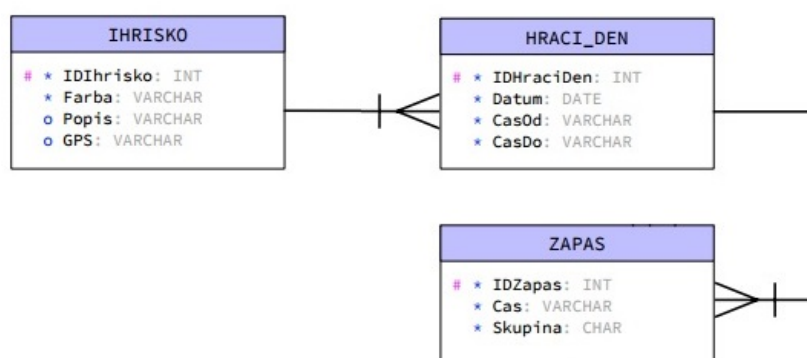 IHRISKO
# * IDIhrisko: INT
* Farba: VARCHAR
o Popis: VARCHAR
o GPS: VARCHAR
HRACI_DEN
# * IDHraciDen: INT
* Datum: DATE
* CasOd: VARCHAR
* CasDo: VARCHAR
ZAPAS
# * IDZapas: INT
* Cas: VARCHAR
* Skupina: CHAR